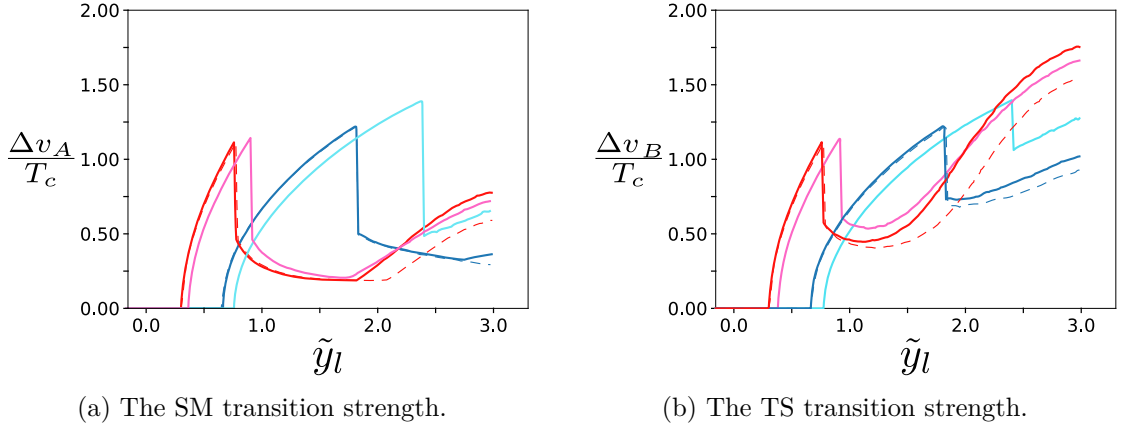 2.00
1.50
1.00
0.50
0.00
Δv_A
T_c
0.0 1.0 2.0 3.0
ỹ_l
(a) The SM transition strength.
2.00
1.50
1.00
0.50
0.00
Δv_B
T_c
0.0 1.0 2.0 3.0
ỹ_l
(b) The TS transition strength.